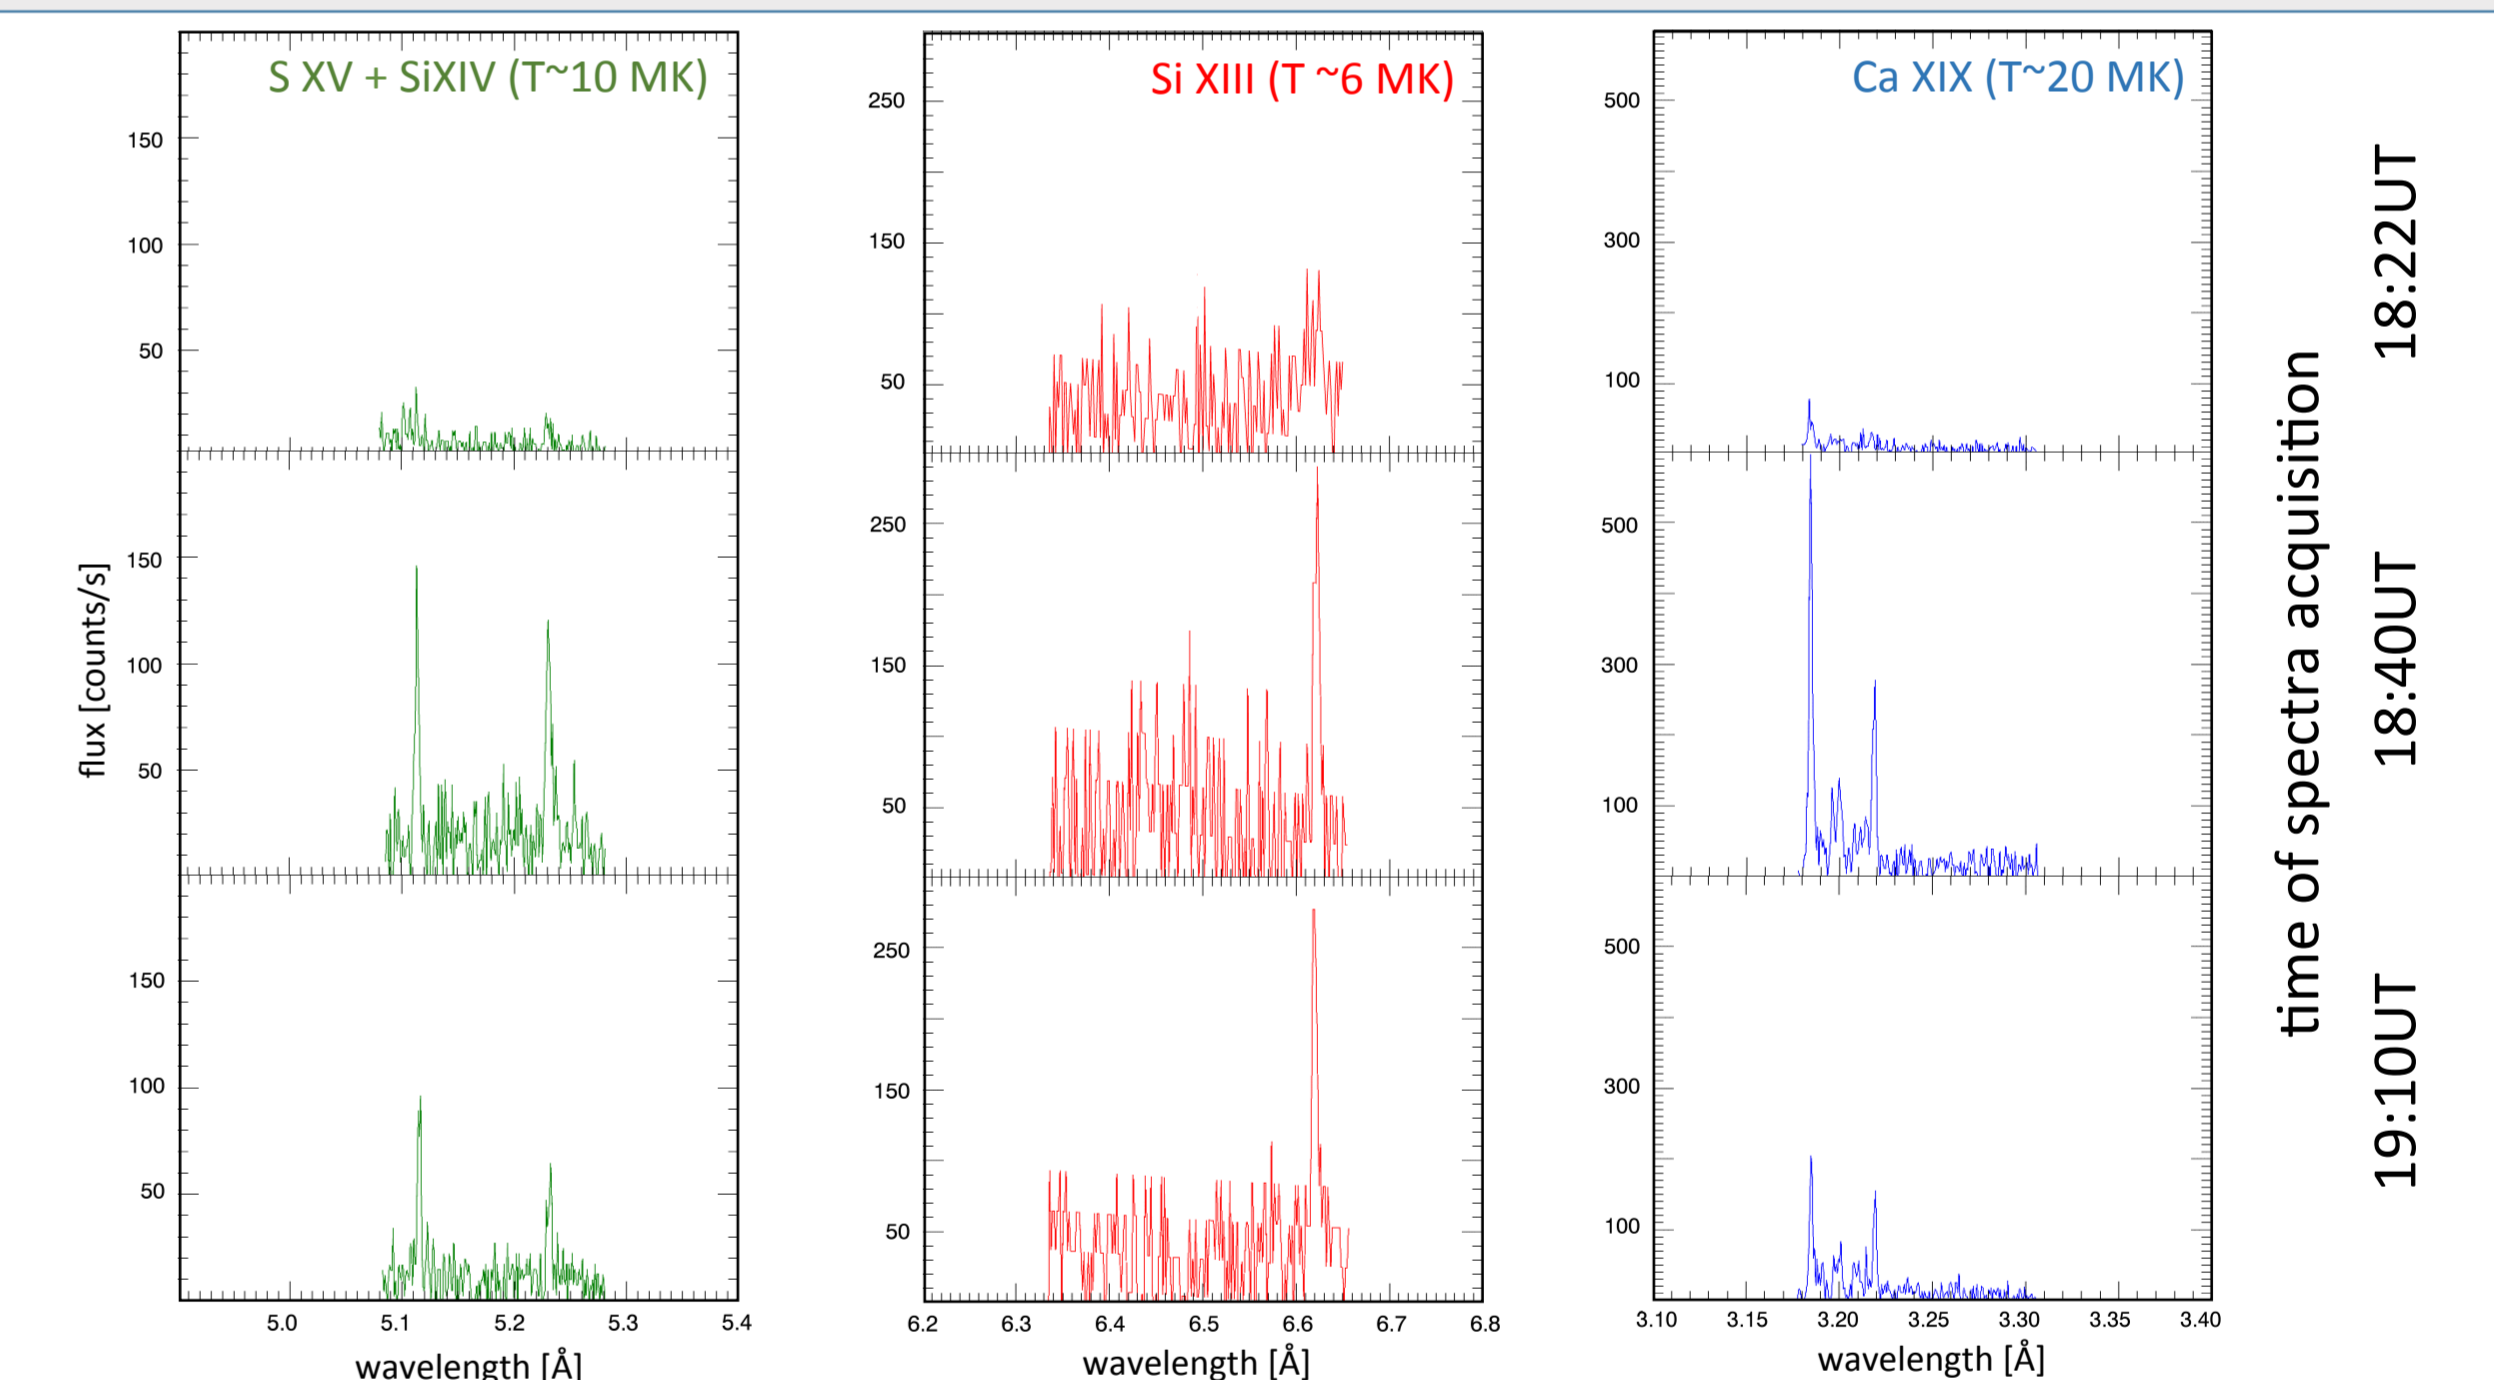 S XV + SiXIV (T~10 MK)
Si XIII (T ~6 MK)
Ca XIX (T~20 MK)
150
100
50
250
150
50
500
300
100
18:22UT
150
100
50
250
150
50
500
300
100
18:40UT
150
100
50
250
150
50
500
300
100
19:10UT
flux [counts/s]
time of spectra acquisition
5.0 5.1 5.2 5.3 5.4
6.2 6.3 6.4 6.5 6.6 6.7 6.8
3.10 3.15 3.20 3.25 3.30 3.35 3.40
wavelength [Å]
wavelength [Å]
wavelength [Å]